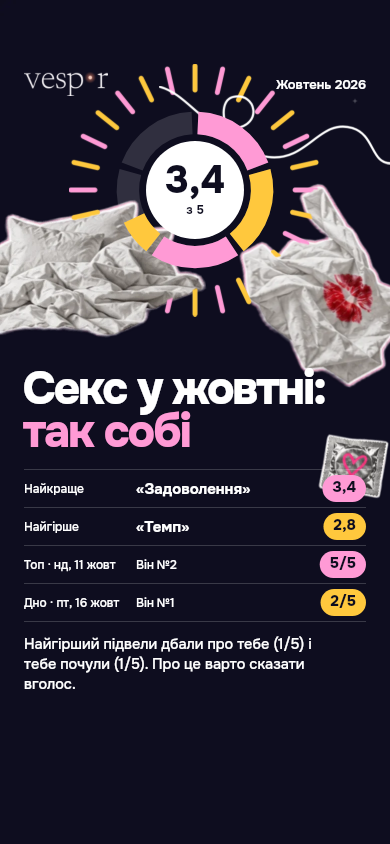 vesp r
Жовтень 2026
3,4
з 5
Секс у жовтні:
так собі
Найкраще «Задоволення» 3,4
Найгірше «Темп» 2,8
Топ · нд, 11 жовт Він №2 5/5
Дно · пт, 16 жовт Він №1 2/5
Найгірший підвели дбали про тебе (1/5) і
тебе почули (1/5). Про це варто сказати
вголос.